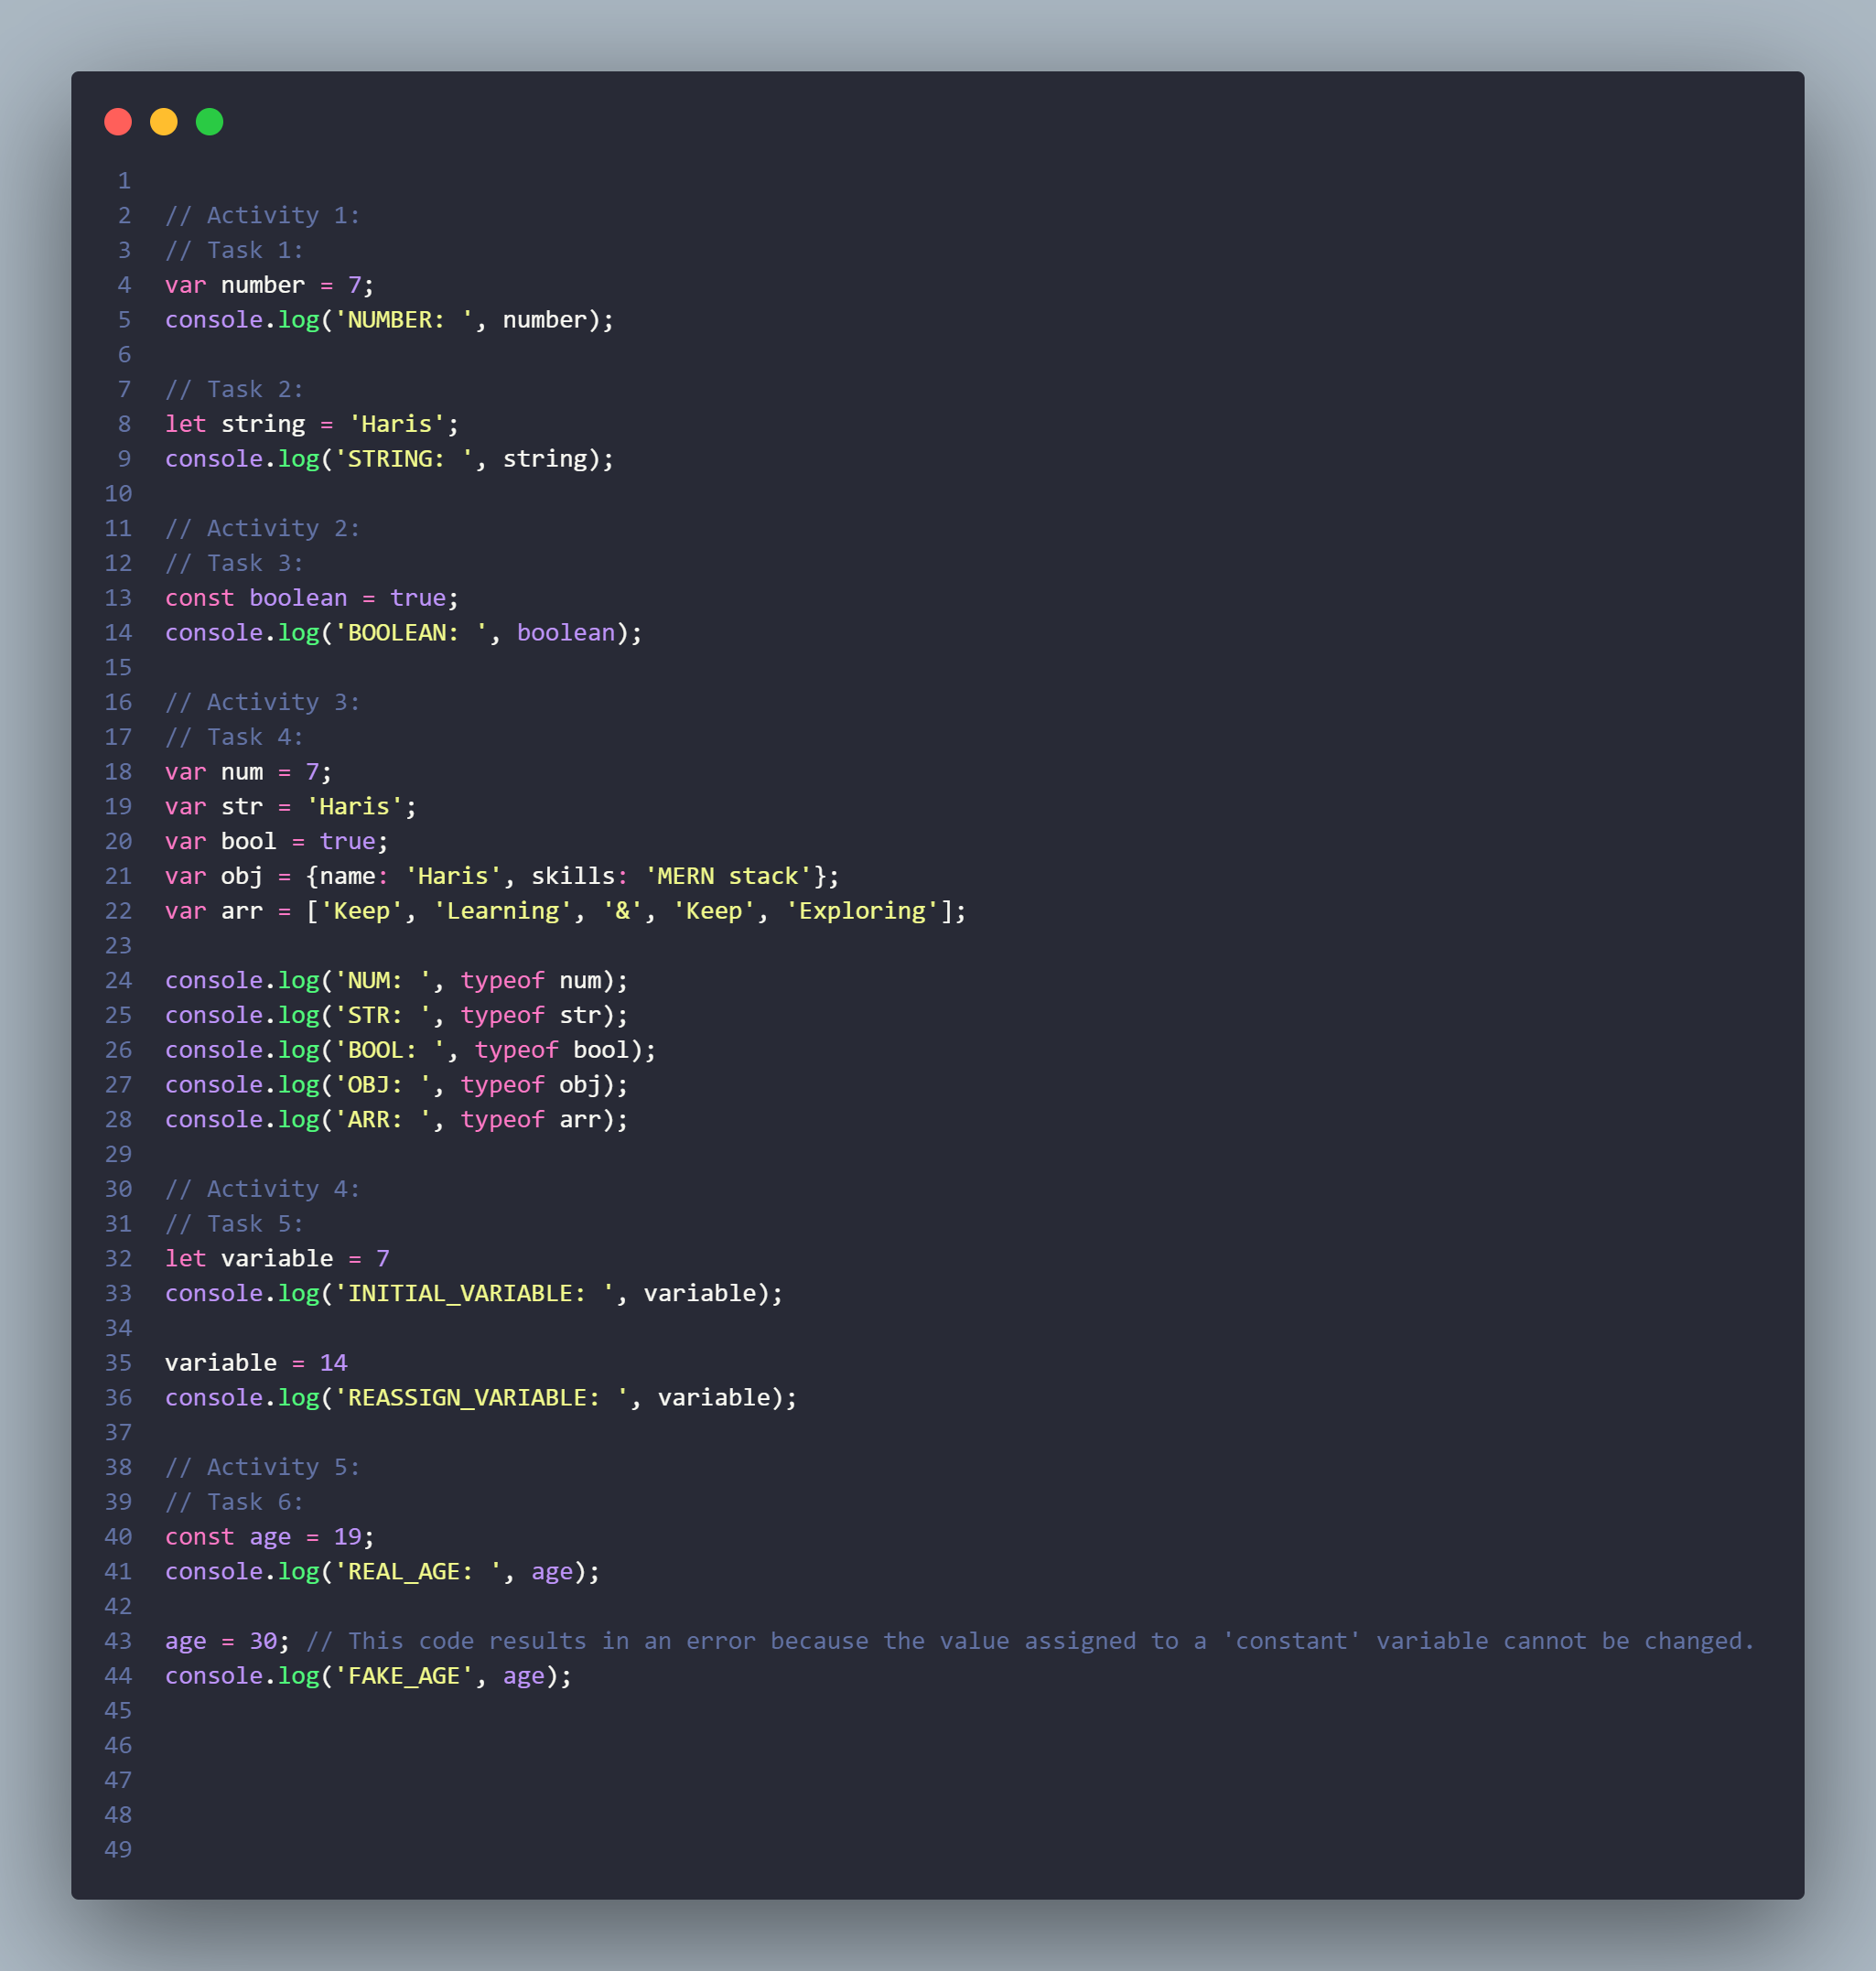 1
2 // Activity 1:
3 // Task 1:
4 var number = 7;
5 console.log('NUMBER: ', number);
6
7 // Task 2:
8 let string = 'Haris';
9 console.log('STRING: ', string);
10
11 // Activity 2:
12 // Task 3:
13 const boolean = true;
14 console.log('BOOLEAN: ', boolean);
15
16 // Activity 3:
17 // Task 4:
18 var num = 7;
19 var str = 'Haris';
20 var bool = true;
21 var obj = {name: 'Haris', skills: 'MERN stack'};
22 var arr = ['Keep', 'Learning', '&', 'Keep', 'Exploring'];
23
24 console.log('NUM: ', typeof num);
25 console.log('STR: ', typeof str);
26 console.log('BOOL: ', typeof bool);
27 console.log('OBJ: ', typeof obj);
28 console.log('ARR: ', typeof arr);
29
30 // Activity 4:
31 // Task 5:
32 let variable = 7
33 console.log('INITIAL_VARIABLE: ', variable);
34
35 variable = 14
36 console.log('REASSIGN_VARIABLE: ', variable);
37
38 // Activity 5:
39 // Task 6:
40 const age = 19;
41 console.log('REAL_AGE: ', age);
42
43 age = 30; // This code results in an error because the value assigned to a 'constant' variable cannot be changed.
44 console.log('FAKE_AGE', age);
45
46
47
48
49